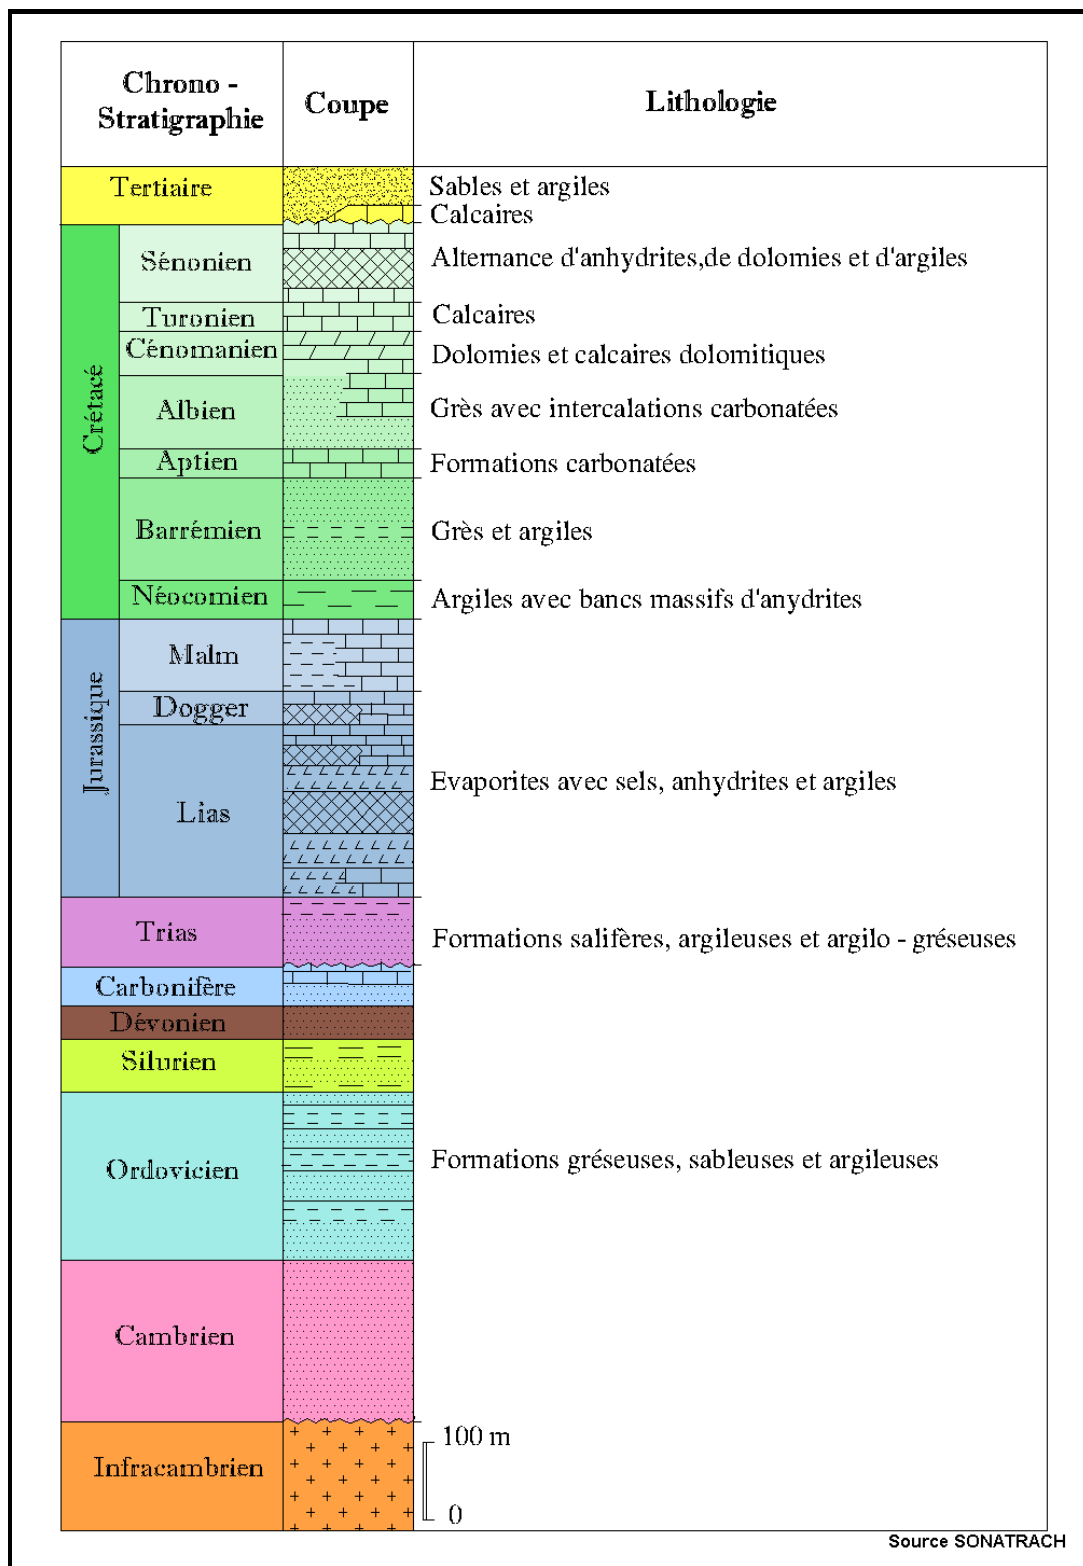 Chrono -
Stratigraphie
Coupe
Lithologie
Tertiaire
Sables et argiles
Calcaires
Crétacé
Sénonien
Alternance d'anhydrites,de dolomies et d'argiles
Turonien
Calcaires
Cénomanien
Dolomies et calcaires dolomitiques
Albien
Grès avec intercalations carbonatées
Aptien
Formations carbonatées
Barrémien
Grès et argiles
Néocomien
Argiles avec bancs massifs d'anydrites
Jurassique
Malm
Dogger
Lias
Evaporites avec sels, anhydrites et argiles
Trias
Formations salifères, argileuses et argilo - gréseuses
Carbonifère
Dévonien
Silurien
Ordovicien
Formations gréseuses, sableuses et argileuses
Cambrien
Infracambrien
100 m
0
Source SONATRACH